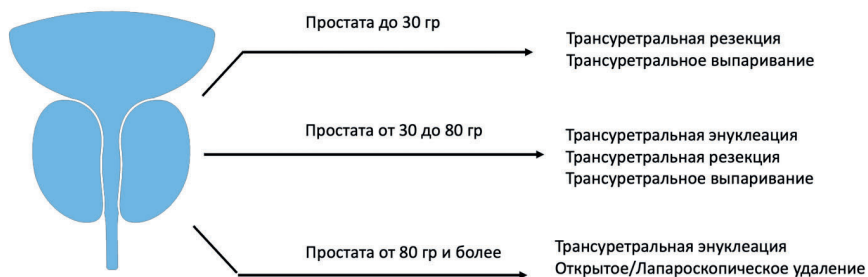 Простата до 30 гр
Трансуретральная резекция
Трансуретральное выпаривание
Простата от 30 до 80 гр
Трансуретральная энуклеация
Трансуретральная резекция
Трансуретральное выпаривание
Простата от 80 гр и более
Трансуретральная энуклеация
Открытое/Лапароскопическое удаление